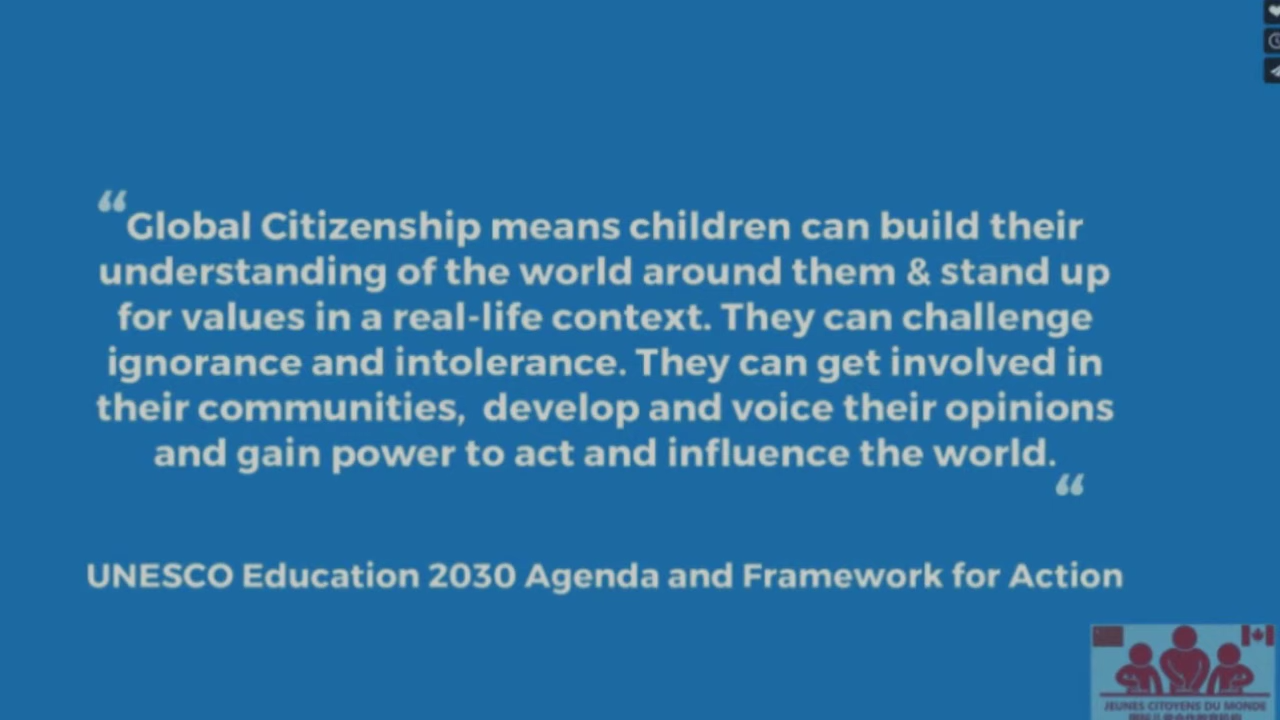 “Global Citizenship means children can build their
understanding of the world around them & stand up
for values in a real-life context. They can challenge
ignorance and intolerance. They can get involved in
their communities, develop and voice their opinions
and gain power to act and influence the world.
“
UNESCO Education 2030 Agenda and Framework for Action
JEUNES CITOYENS DU MONDE